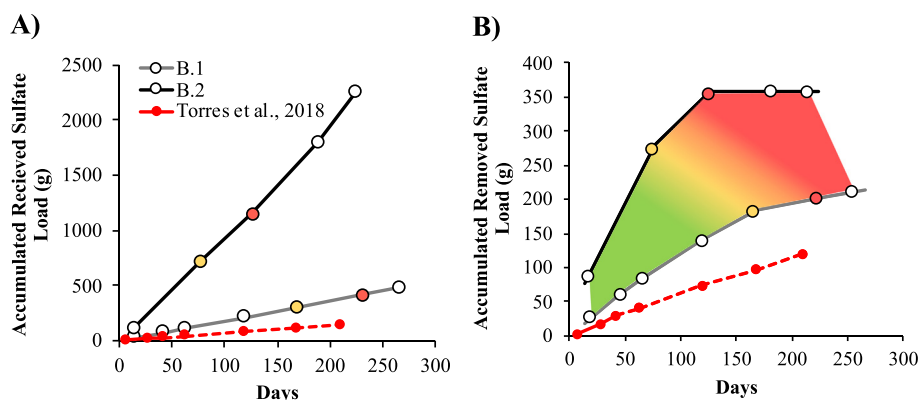 A)
Accumulated Recieved Sulfate
Load (g)
2500
2000
1500
1000
500
0
B.1
B.2
Torres et al., 2018
0 50 100 150 200 250 300
Days
B)
Accumulated Removed Sulfate
Load (g)
400
350
300
250
200
150
100
50
0
0 50 100 150 200 250 300
Days